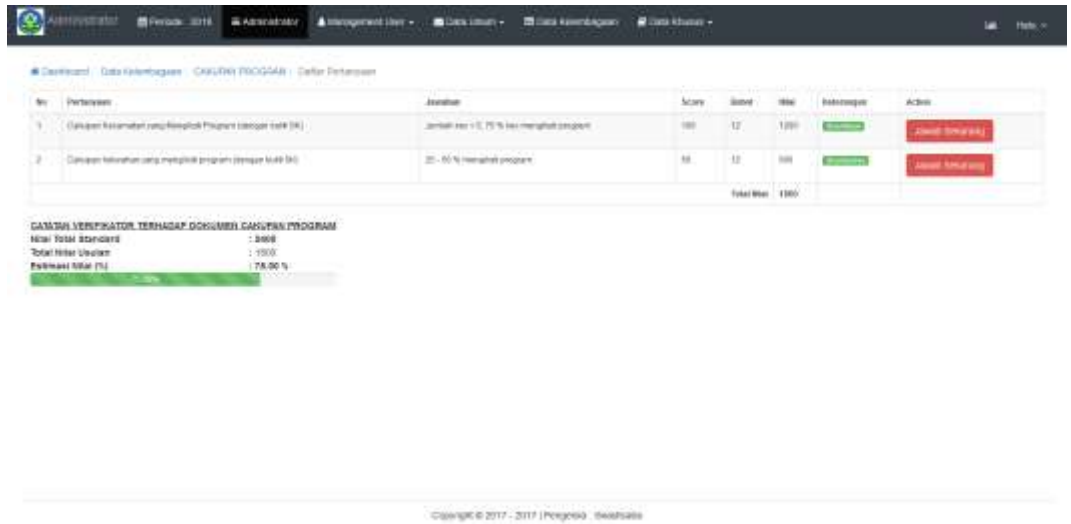 Administrator Periode : 2016 Administrator Management User Data Umum Data Kelembagaan Data Khusus Halo,
Dashboard / Data Kelembagaan / CAKUPAN PROGRAM / Daftar Pertanyaan
No Pertanyaan Jawaban Score Bobot Nilai Keterangan Action
1 Cakupan Kecamatan yang Mengikuti Program (dengan bukti SK) Jumlah kec < 5, 75 % kec mengikuti program 100 12 1200 Jawab Sekarang
2 Cakupan kelurahan yang mengikuti program (dengan bukti SK) 25 - 50 % mengikuti program 50 12 600 Jawab Sekarang
Total Nilai 1800
CATATAN VERIFIKATOR TERHADAP DOKUMEN CAKUPAN PROGRAM
Nilai Total Standard : 2400
Total Nilai Usulan : 1800
Estimasi Nilai (%) : 75.00 %
75.00%
Copyright © 2017 - 2017 | Pengelola : Swastisaba